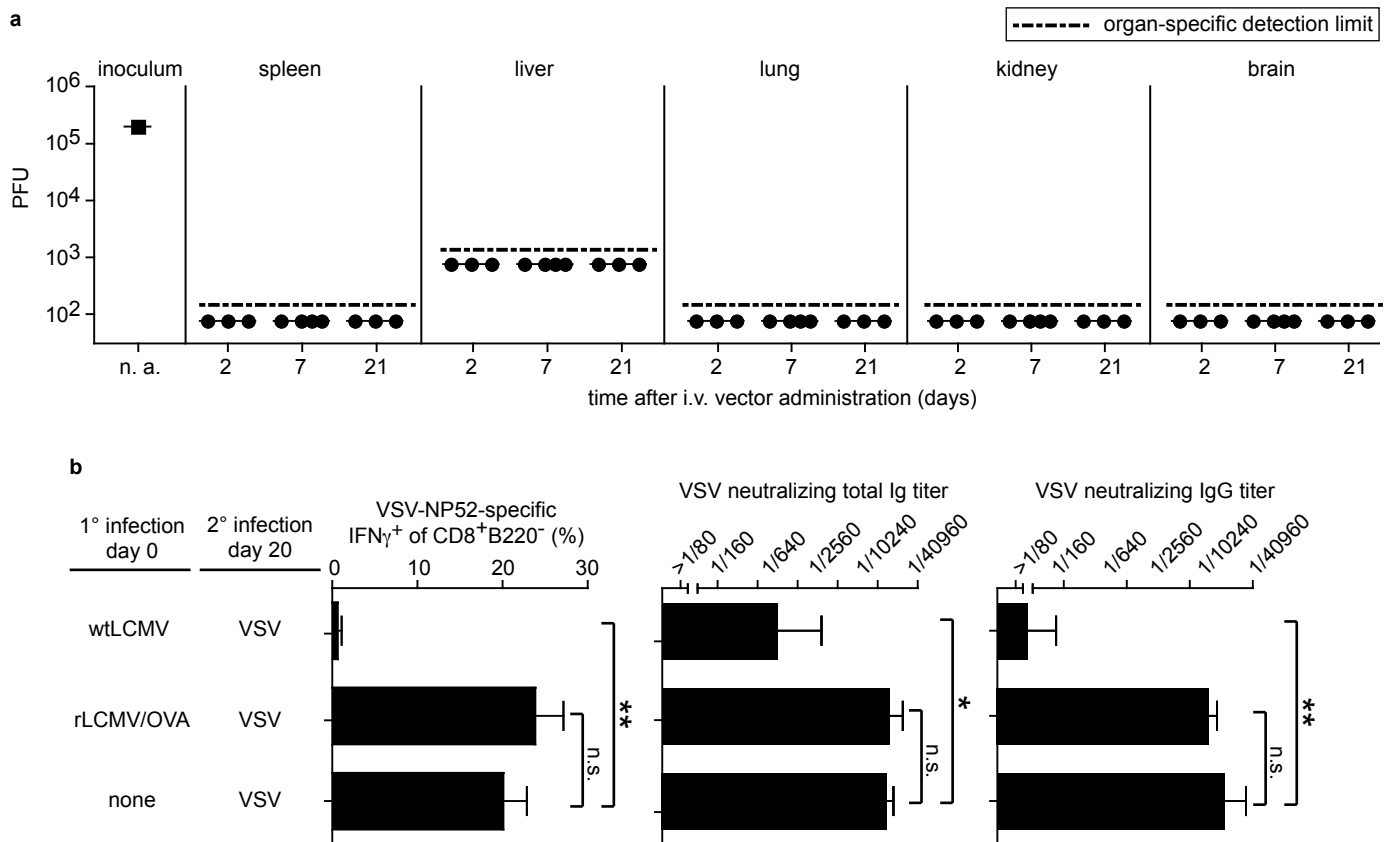 a
organ-specific detection limit
inoculum spleen liver lung kidney brain
PFU
10⁶
10⁵
10⁴
10³
10²
n. a. 2 7 21 2 7 21 2 7 21 2 7 21 2 7 21
time after i.v. vector administration (days)
b
1° infection
day 0
2° infection
day 20
VSV-NP52-specific
IFNγ⁺ of CD8⁺B220⁻ (%)
0 10 20 30
VSV neutralizing total Ig titer
>1/80 1/160 1/640 1/2560 1/10240 1/40960
VSV neutralizing IgG titer
>1/80 1/160 1/640 1/2560 1/10240 1/40960
wtLCMV VSV
rLCMV/OVA VSV
none VSV
n.s. **
n.s. *
n.s. **